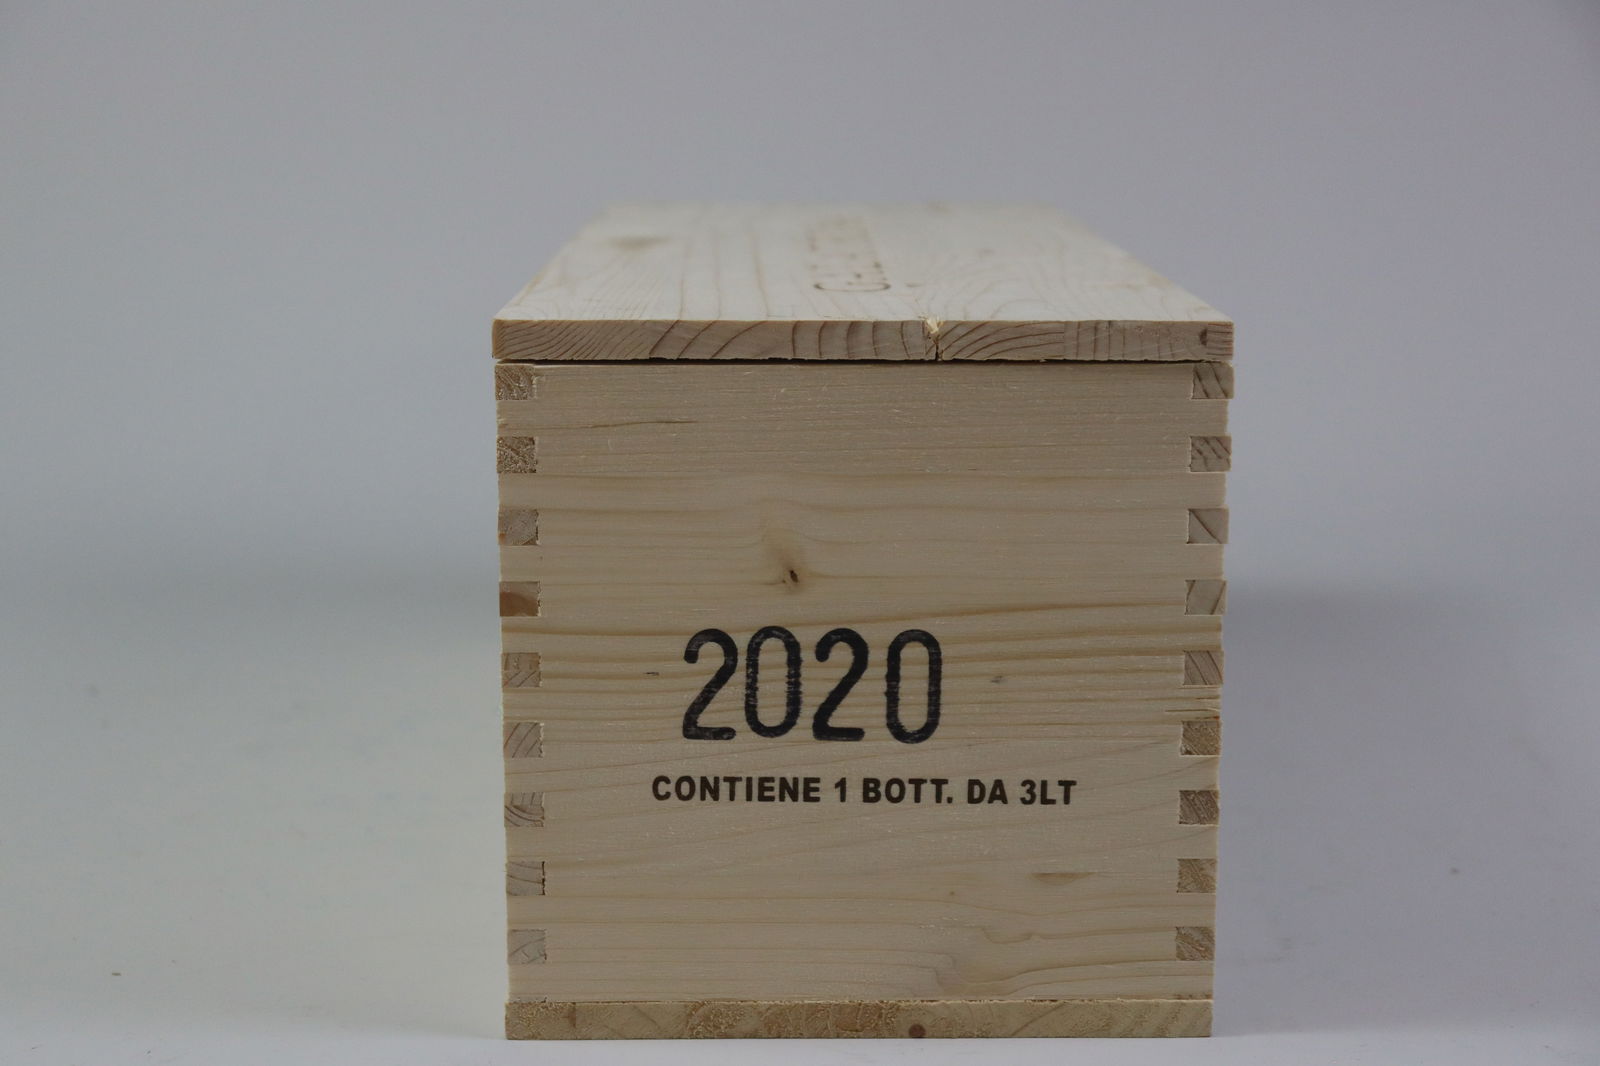 2020
CONTIENE 1 BOTT. DA 3LT